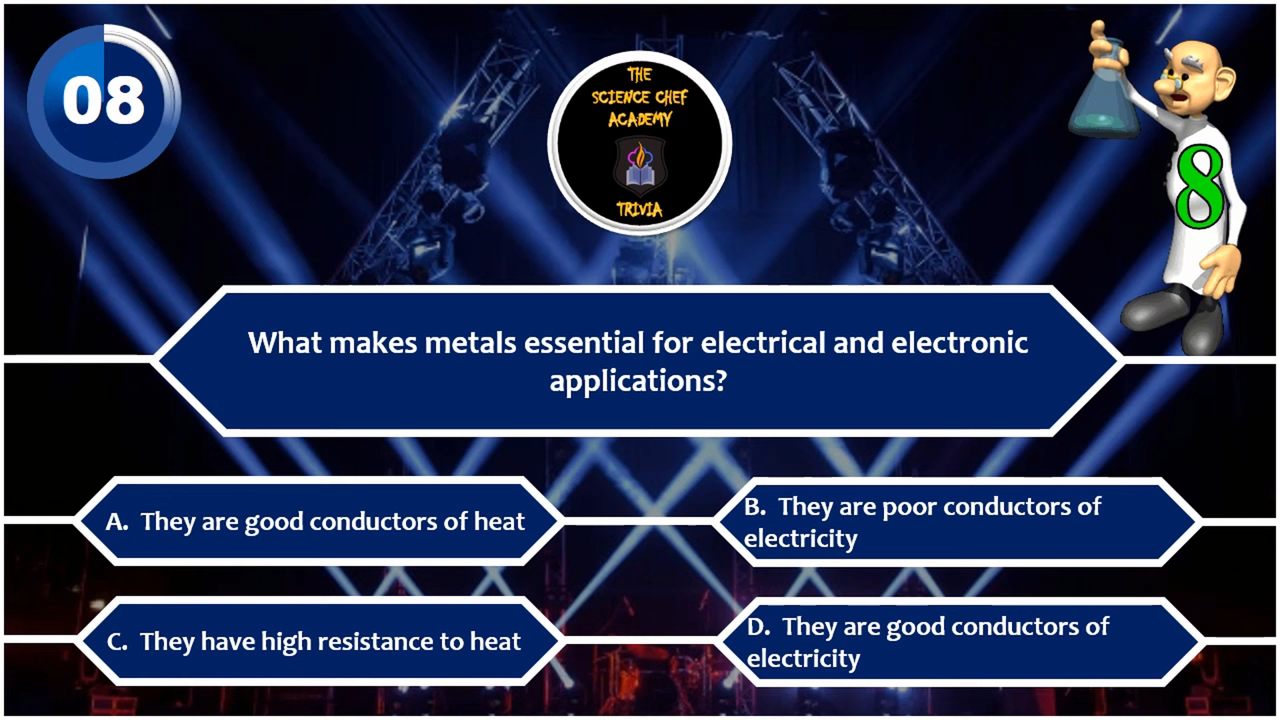 08
THE
SCIENCE CHEF
ACADEMY
TRIVIA
8
What makes metals essential for electrical and electronic
applications?
A. They are good conductors of heat
B. They are poor conductors of
electricity
C. They have high resistance to heat
D. They are good conductors of
electricity